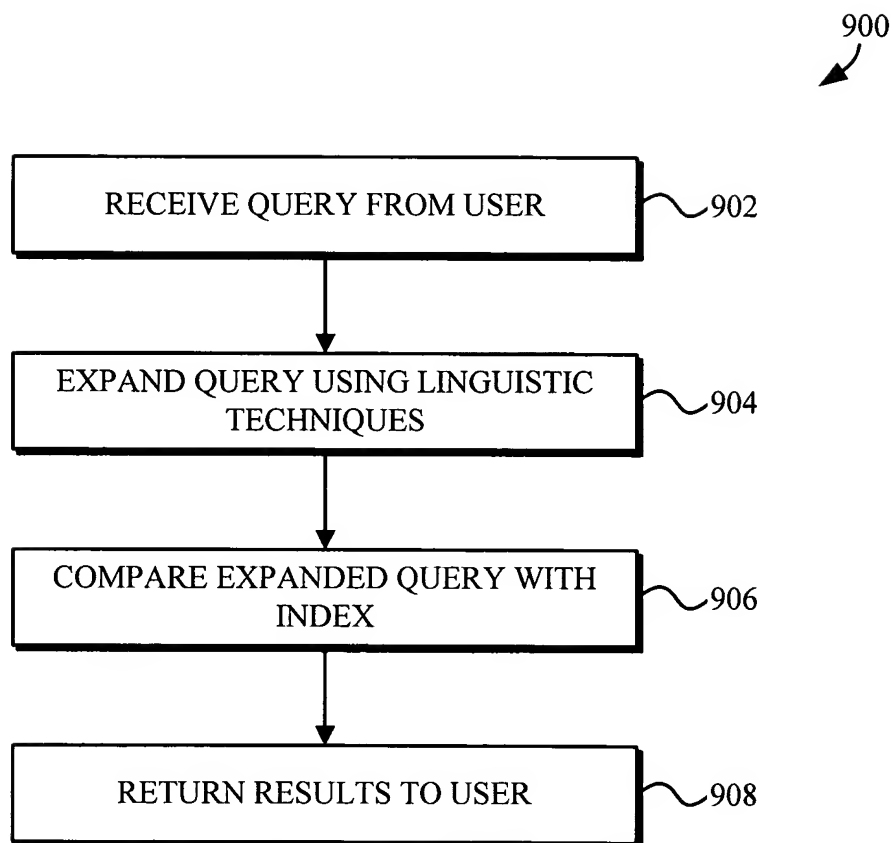 900
RECEIVE QUERY FROM USER
902
EXPAND QUERY USING LINGUISTIC
TECHNIQUES
904
COMPARE EXPANDED QUERY WITH
INDEX
906
RETURN RESULTS TO USER
908